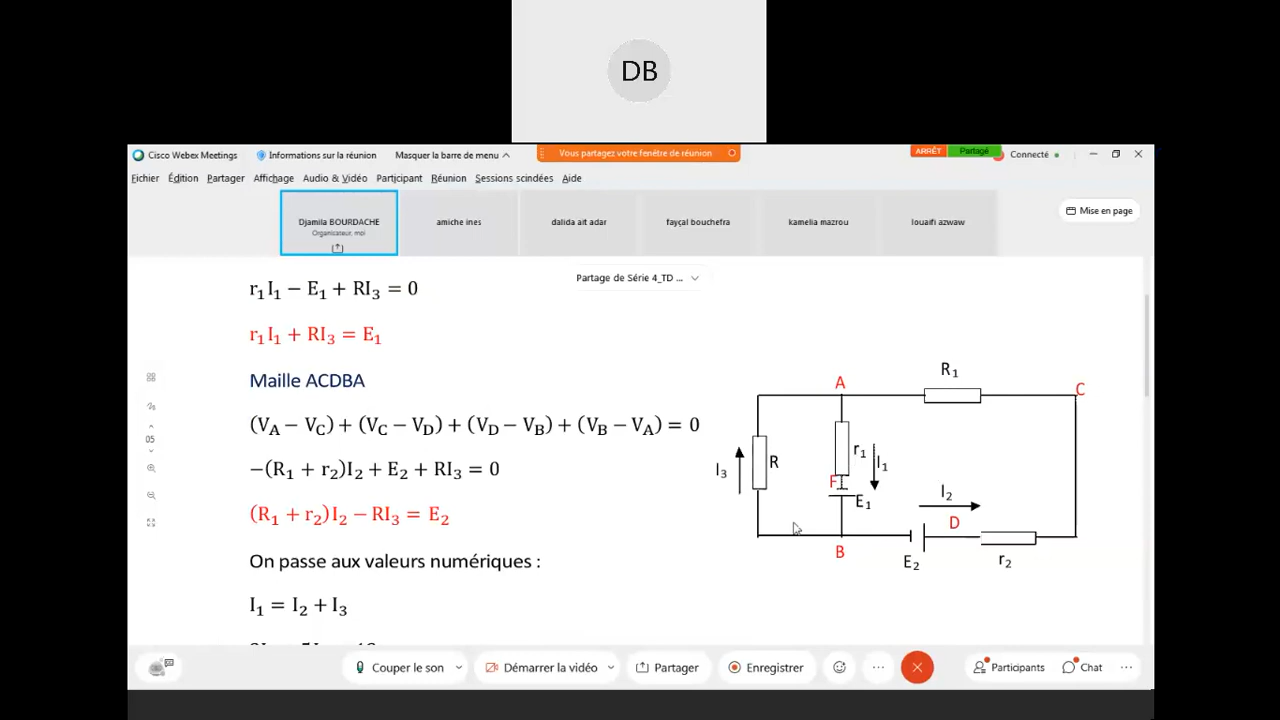 DB
Cisco Webex Meetings
Informations sur la réunion
Masquer la barre de menu
Vous partagez votre fenêtre de réunion
ARRÊT
Partagé
Connecté
Fichier Édition Partager Affichage Audio & Vidéo Participant Réunion Sessions scindées Aide
Djamila BOURDACHE
Organisateur, moi
amiche ines
dalida ait adar
fayçal bouchefra
kamelia mazrou
louaifi azwaw
Mise en page
Partage de Série 4_TD ...
r₁I₁ − E₁ + RI₃ = 0
r₁I₁ + RI₃ = E₁
Maille ACDBA
(V_A − V_C) + (V_C − V_D) + (V_D − V_B) + (V_B − V_A) = 0
−(R₁ + r₂)I₂ + E₂ + RI₃ = 0
(R₁ + r₂)I₂ − RI₃ = E₂
On passe aux valeurs numériques :
I₁ = I₂ + I₃
05
R₁
A
C
I₃
R
r₁
I₁
F
E₁
I₂
D
B
E₂
r₂
Couper le son
Démarrer la vidéo
Partager
Enregistrer
Participants
Chat